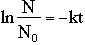 ln N/N₀ = −kt